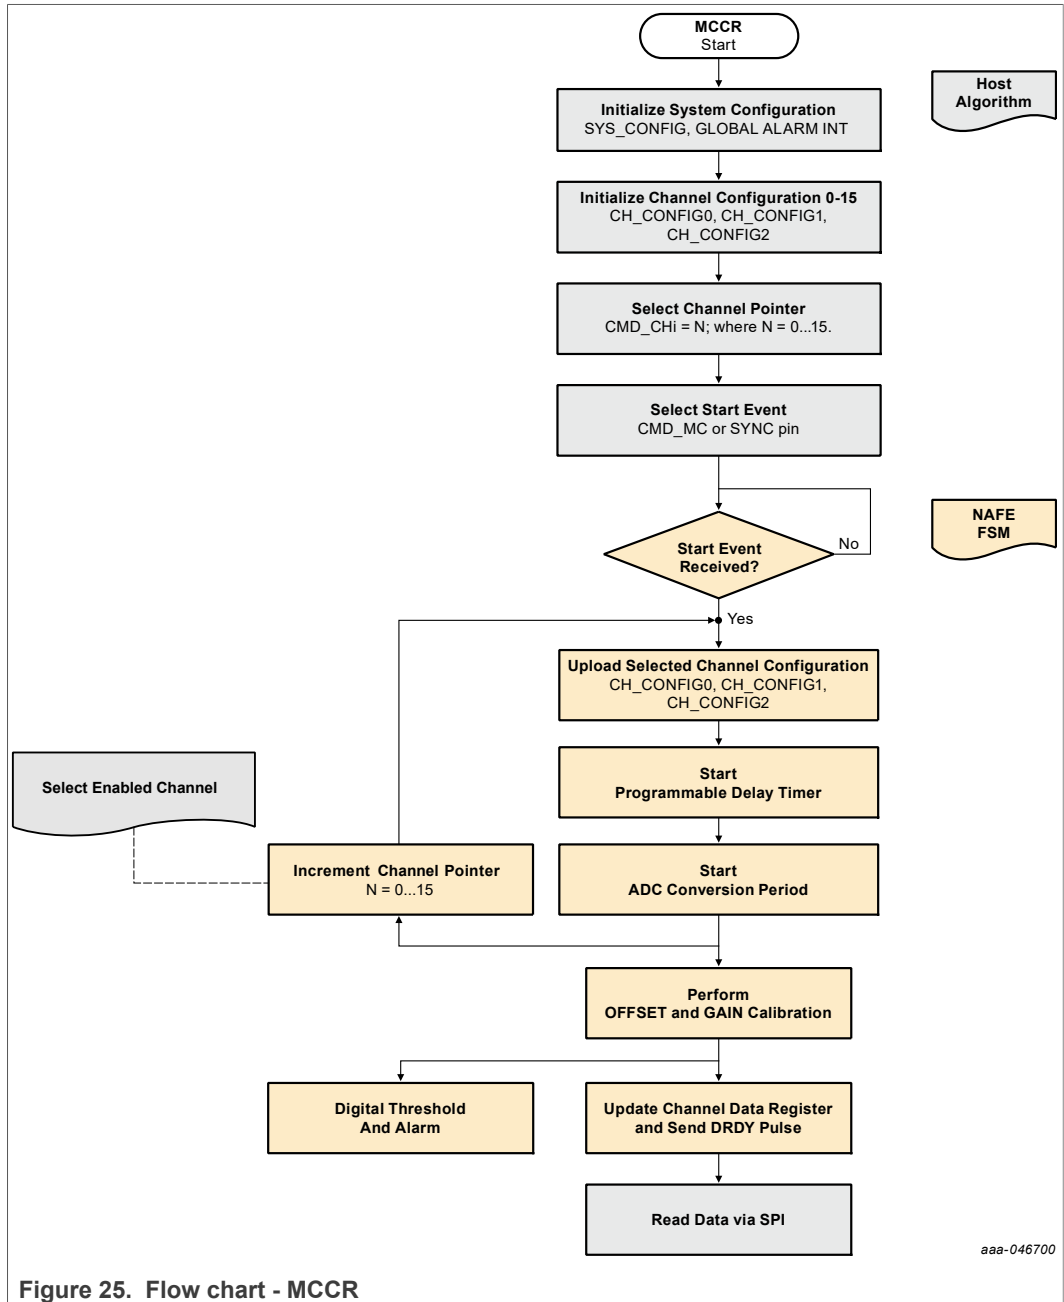 MCCR
Start
Host
Algorithm
Initialize System Configuration
SYS_CONFIG, GLOBAL ALARM INT
Initialize Channel Configuration 0-15
CH_CONFIG0, CH_CONFIG1,
CH_CONFIG2
Select Channel Pointer
CMD_CHi = N; where N = 0...15.
Select Start Event
CMD_MC or SYNC pin
NAFE
FSM
Start Event
Received?
No
Yes
Upload Selected Channel Configuration
CH_CONFIG0, CH_CONFIG1,
CH_CONFIG2
Select Enabled Channel
Start
Programmable Delay Timer
Increment Channel Pointer
N = 0...15
Start
ADC Conversion Period
Perform
OFFSET and GAIN Calibration
Digital Threshold
And Alarm
Update Channel Data Register
and Send DRDY Pulse
Read Data via SPI
aaa-046700
Figure 25. Flow chart - MCCR